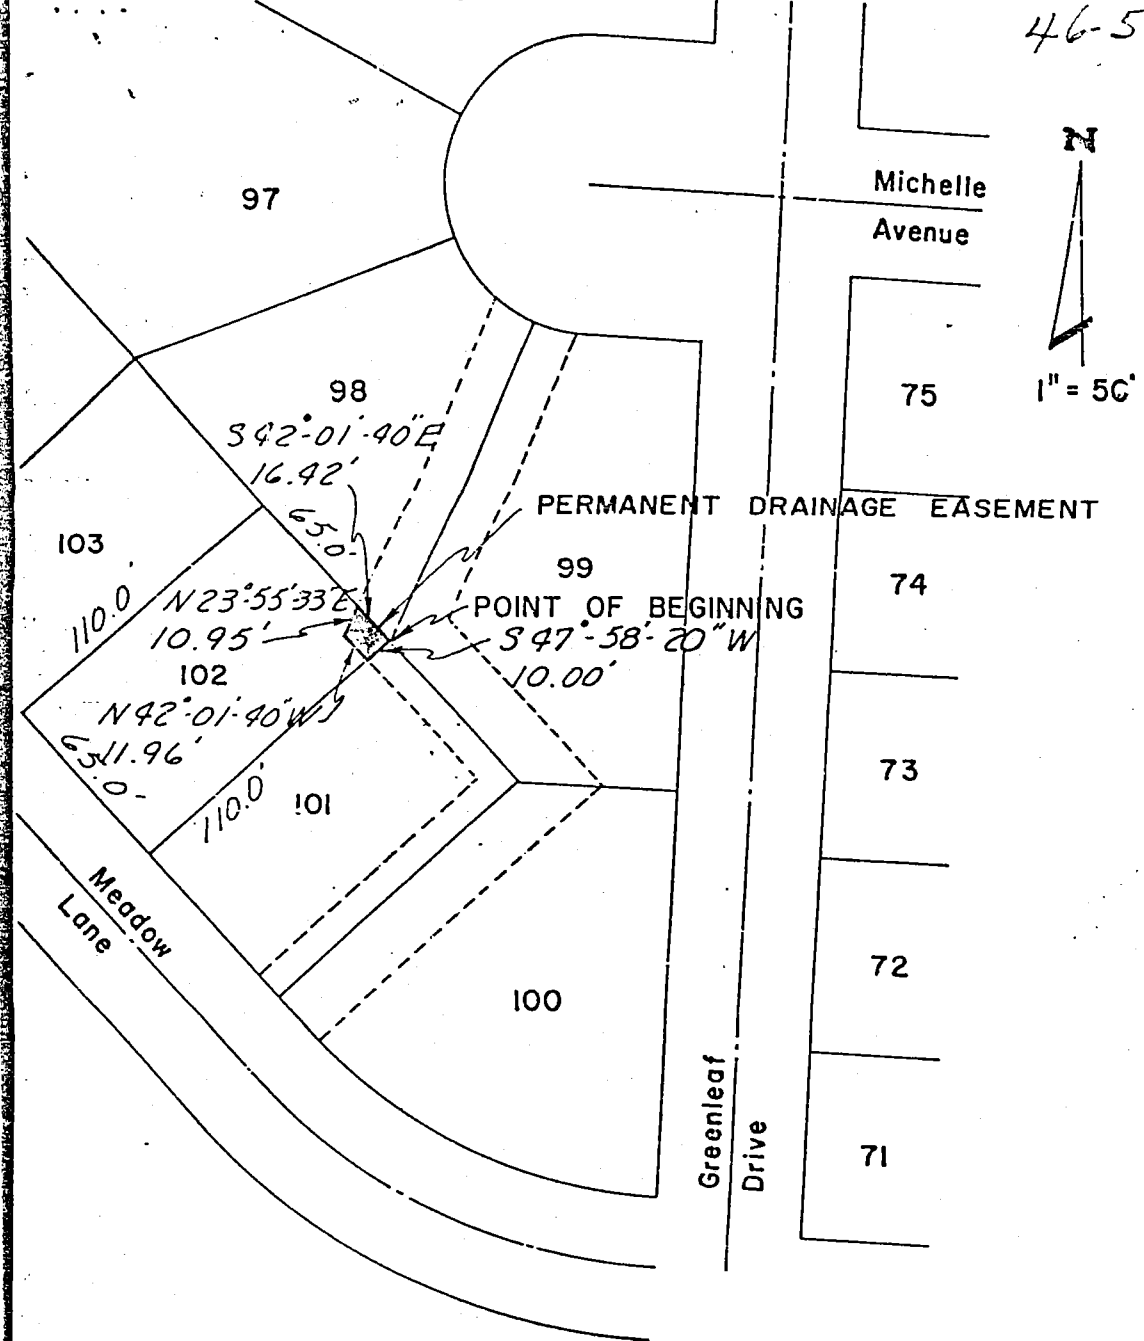 46-5
N
Michelle
Avenue
97
1" = 50'
75
98
S42°-01'-40"E
16.42'
65.0
PERMANENT DRAINAGE EASEMENT
103
99
74
110.0'
N23°-55'-33"E
10.95'
POINT OF BEGINNING
S47°-58'-20"W
10.00'
102
N42°-01'-40"W
11.96'
65.0
73
110.0'
101
Meadow
Lane
72
100
Greenleaf
Drive
71